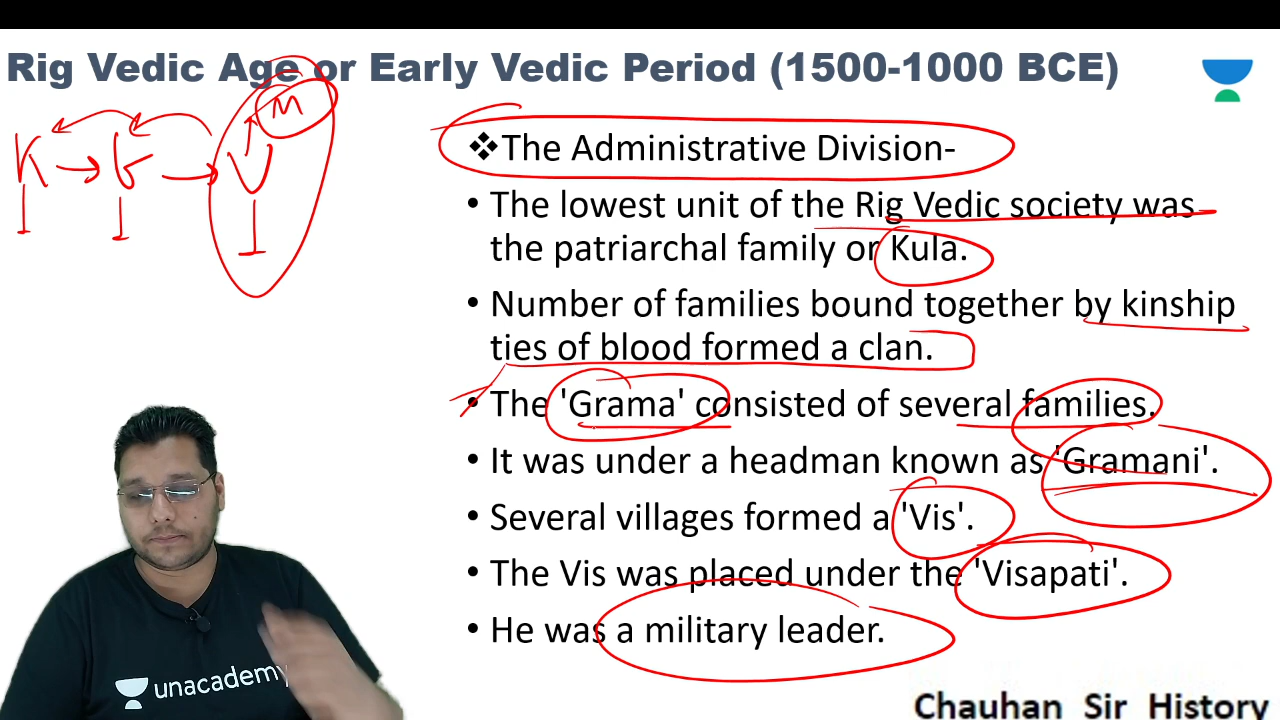 Rig Vedic Age or Early Vedic Period (1500-1000 BCE)
M
K → G → V
❖The Administrative Division-
• The lowest unit of the Rig Vedic society was
the patriarchal family or Kula.
• Number of families bound together by kinship
ties of blood formed a clan.
• The 'Grama' consisted of several families.
• It was under a headman known as 'Gramani'.
• Several villages formed a 'Vis'.
• The Vis was placed under the 'Visapati'.
• He was a military leader.
unacademy
Chauhan Sir History